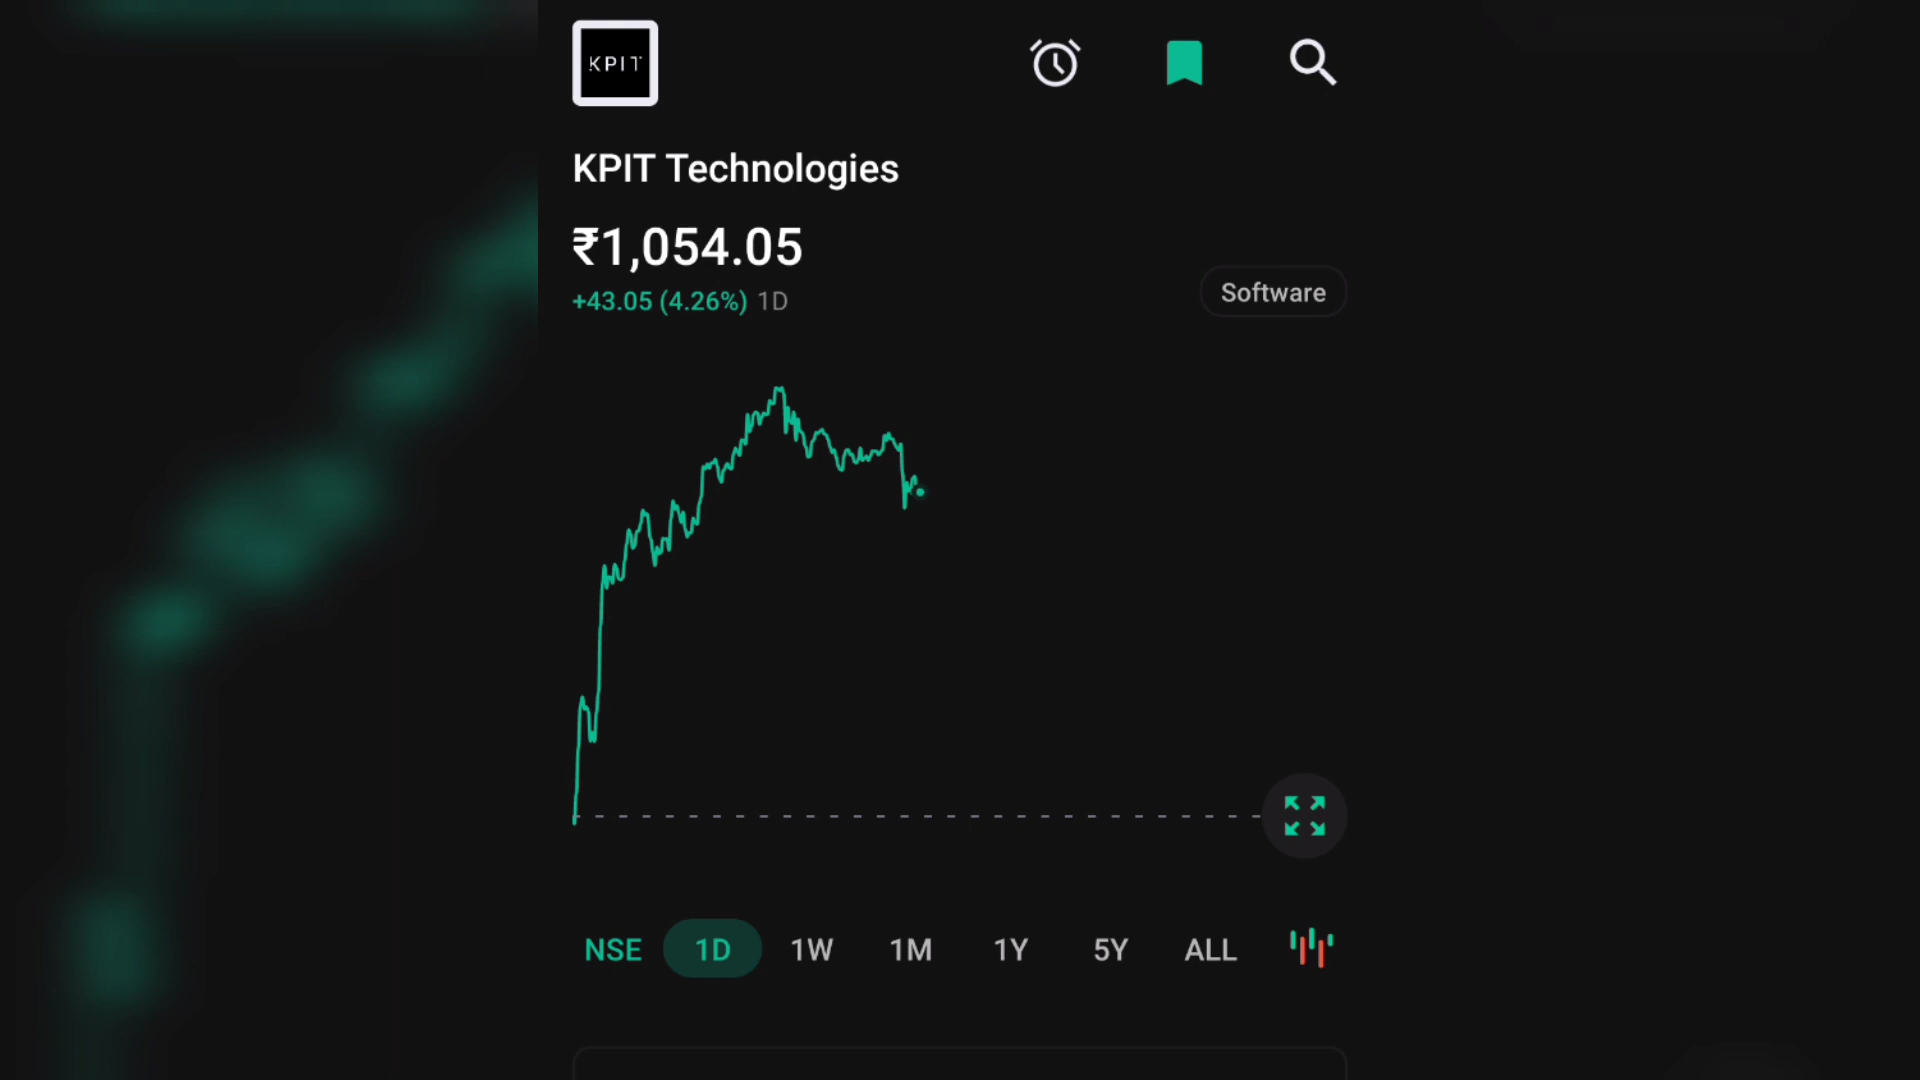 KPIT
KPIT Technologies
₹1,054.05
+43.05 (4.26%) 1D
Software
NSE 1D 1W 1M 1Y 5Y ALL